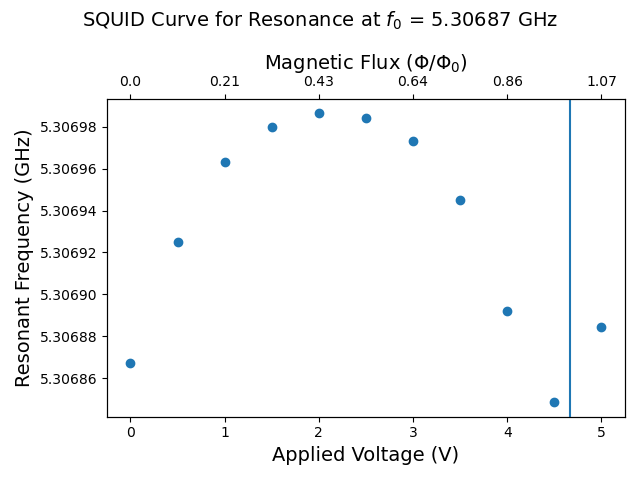 SQUID Curve for Resonance at f₀ = 5.30687 GHz
Magnetic Flux (Φ/Φ₀)
0.0 0.21 0.43 0.64 0.86 1.07
Resonant Frequency (GHz)
5.30698
5.30696
5.30694
5.30692
5.30690
5.30688
5.30686
0 1 2 3 4 5
Applied Voltage (V)